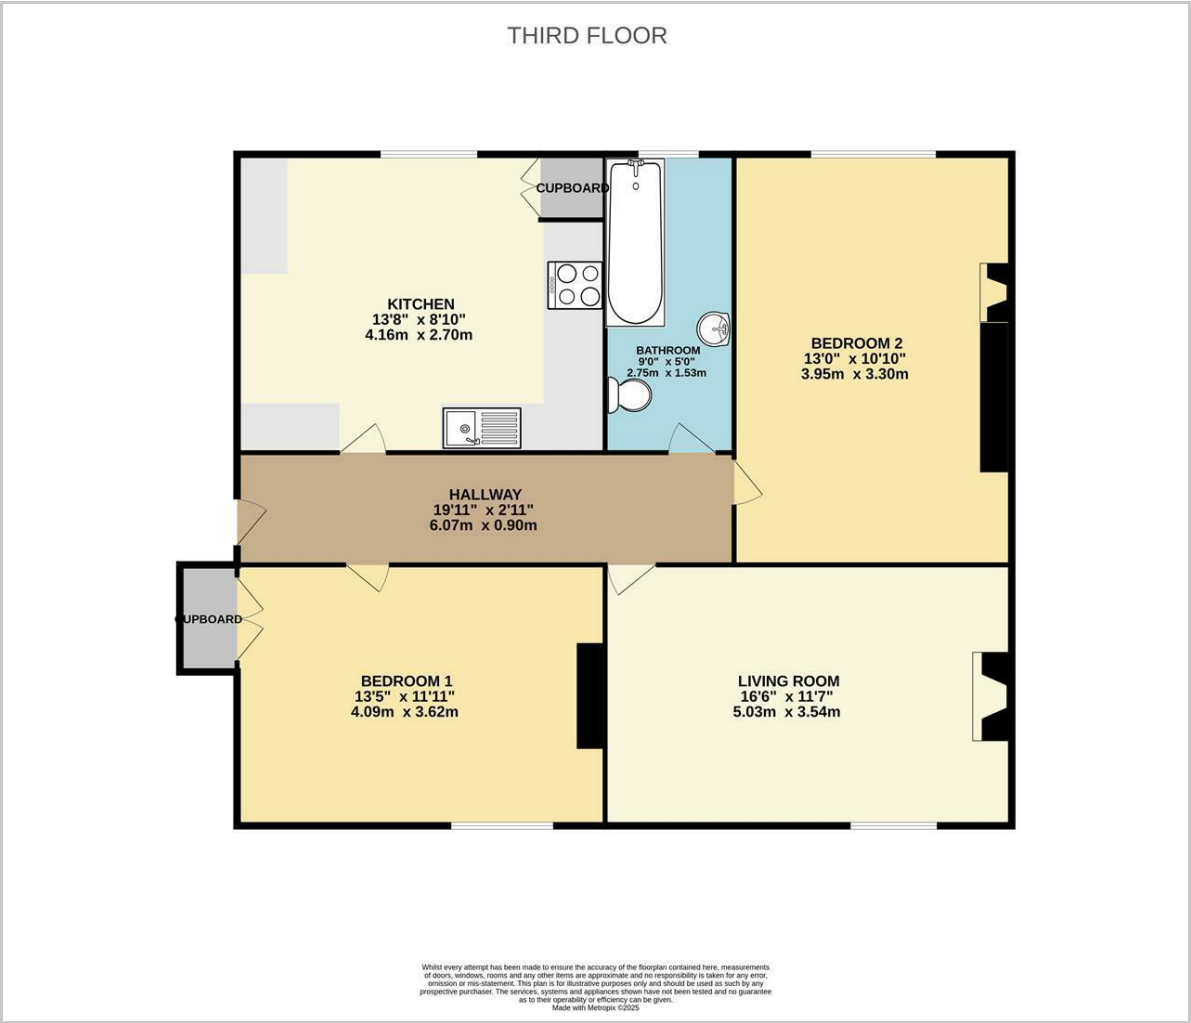 THIRD FLOOR
CUPBOARD
KITCHEN
13'8" x 8'10"
4.16m x 2.70m
BATHROOM
9'0" x 5'0"
2.75m x 1.53m
BEDROOM 2
13'0" x 10'10"
3.95m x 3.30m
HALLWAY
19'11" x 2'11"
6.07m x 0.90m
CUPBOARD
BEDROOM 1
13'5" x 11'11"
4.09m x 3.62m
LIVING ROOM
16'6" x 11'7"
5.03m x 3.54m
Whilst every attempt has been made to ensure the accuracy of the floorplan contained here, measurements
of doors, windows, rooms and any other items are approximate and no responsibility is taken for any error,
omission or mis-statement. This plan is for illustrative purposes only and should be used as such by any
prospective purchaser. The services, systems and appliances shown have not been tested and no guarantee
as to their operability or efficiency can be given.
Made with Metropix ©2025